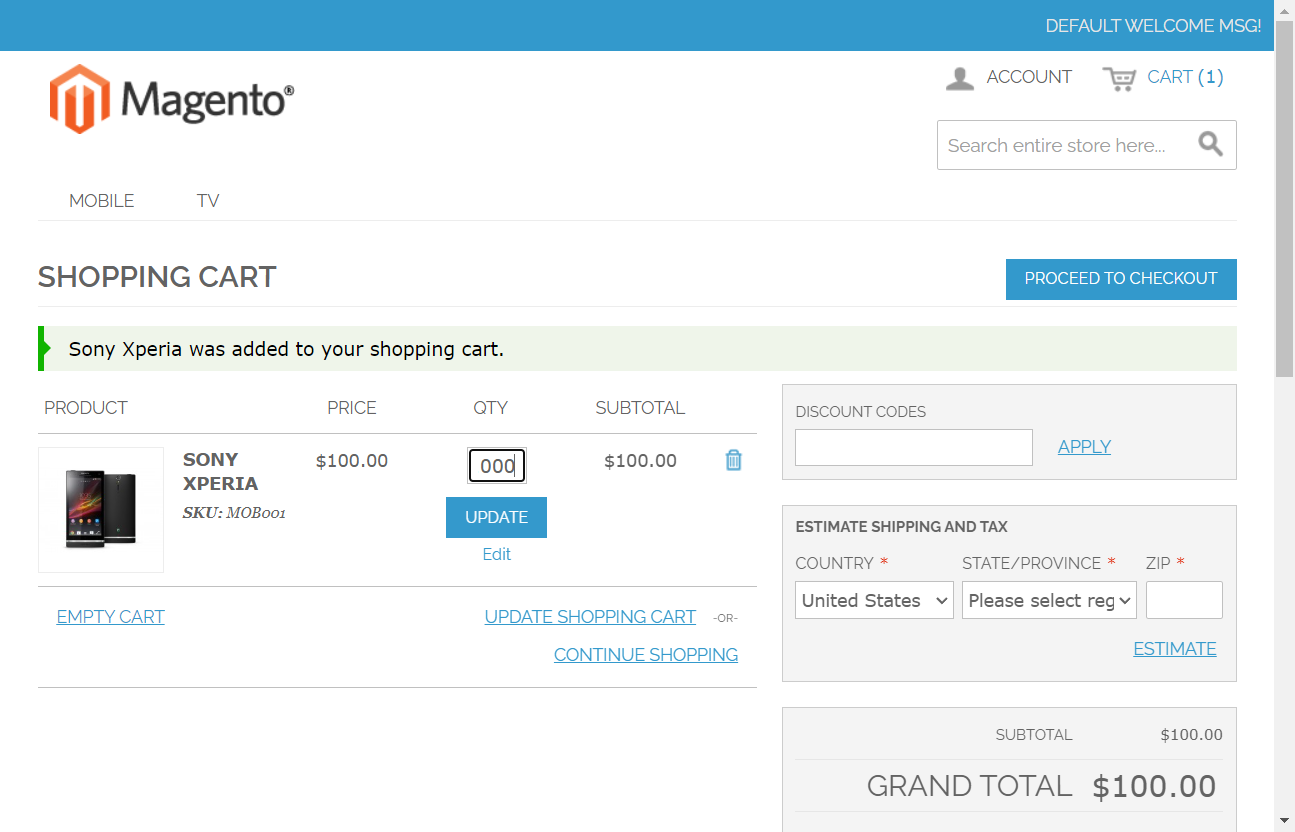 DEFAULT WELCOME MSG!
Magento®
ACCOUNT
CART (1)
Search entire store here...
MOBILE
TV
SHOPPING CART
PROCEED TO CHECKOUT
Sony Xperia was added to your shopping cart.
PRODUCT PRICE QTY SUBTOTAL
SONY XPERIA
SKU: MOB001
$100.00
000
UPDATE
Edit
$100.00
EMPTY CART
UPDATE SHOPPING CART
-OR-
CONTINUE SHOPPING
DISCOUNT CODES
APPLY
ESTIMATE SHIPPING AND TAX
COUNTRY * STATE/PROVINCE * ZIP *
United States Please select reg
ESTIMATE
SUBTOTAL $100.00
GRAND TOTAL $100.00